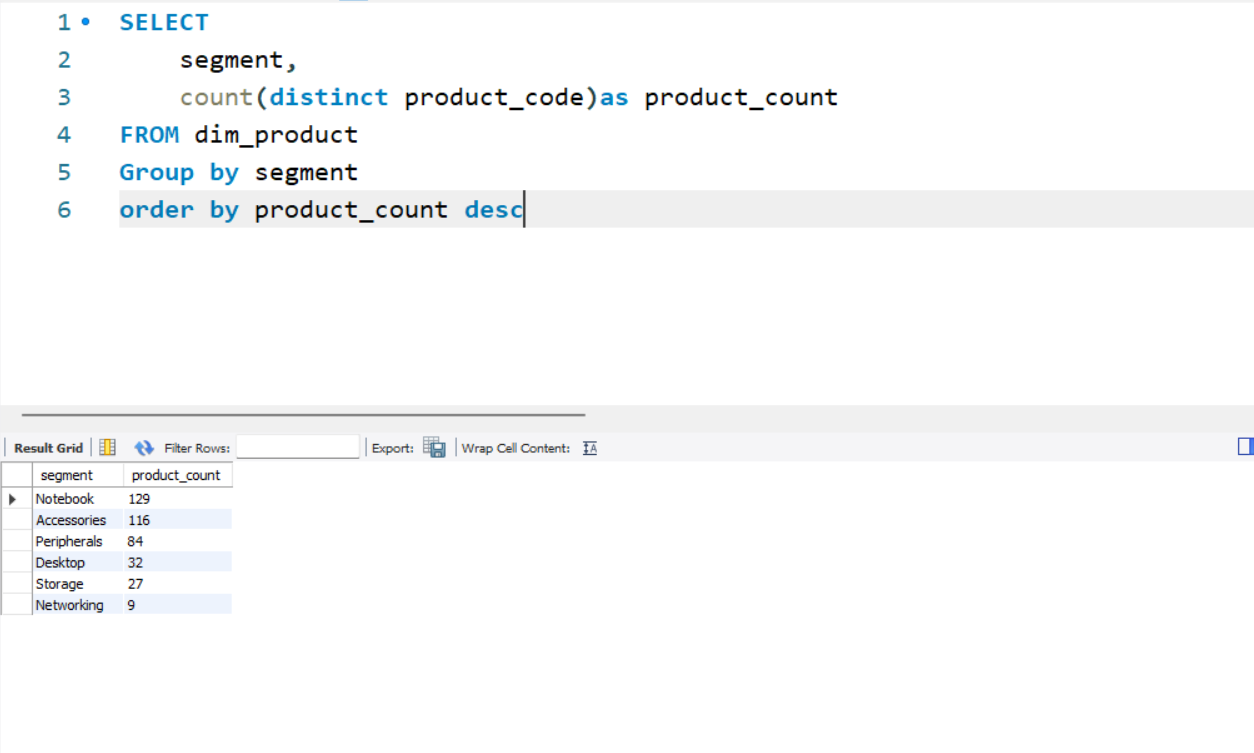 1 SELECT
2 segment,
3 count(distinct product_code)as product_count
4 FROM dim_product
5 Group by segment
6 order by product_count desc
Result Grid Filter Rows: Export: Wrap Cell Content: IA
segment product_count
Notebook 129
Accessories 116
Peripherals 84
Desktop 32
Storage 27
Networking 9